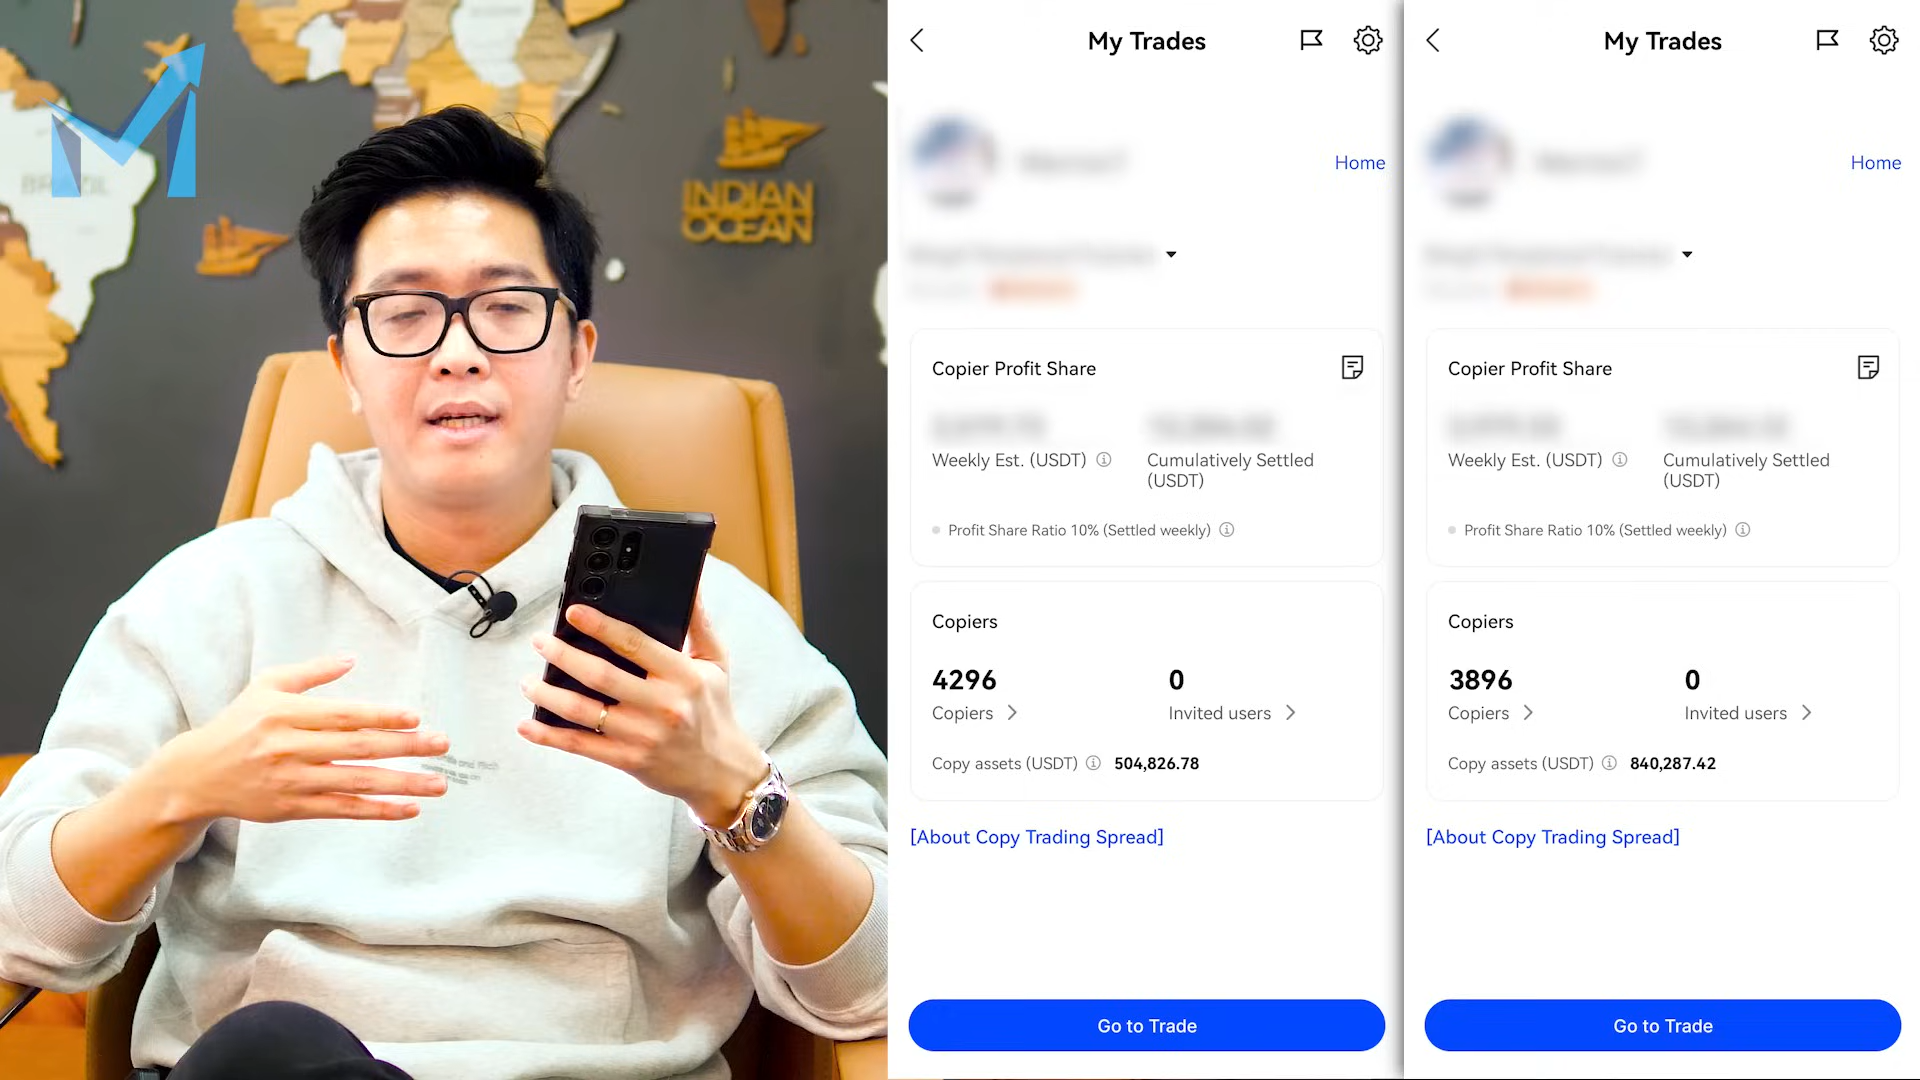 BRAZIL
INDIAN
OCEAN
My Trades
Home
Copier Profit Share
Weekly Est. (USDT)
Cumulatively Settled
(USDT)
Profit Share Ratio 10% (Settled weekly)
Copiers
4296
0
Copiers
Invited users
Copy assets (USDT) 504,826.78
[About Copy Trading Spread]
Go to Trade
My Trades
Home
Copier Profit Share
Weekly Est. (USDT)
Cumulatively Settled
(USDT)
Profit Share Ratio 10% (Settled weekly)
Copiers
3896
0
Copiers
Invited users
Copy assets (USDT) 840,287.42
[About Copy Trading Spread]
Go to Trade